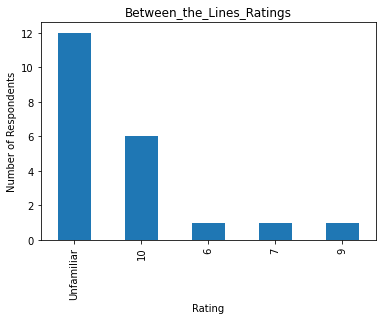 Between_the_Lines_Ratings
Number of Respondents
12
10
8
6
4
2
0
Unfamiliar
10
6
7
9
Rating